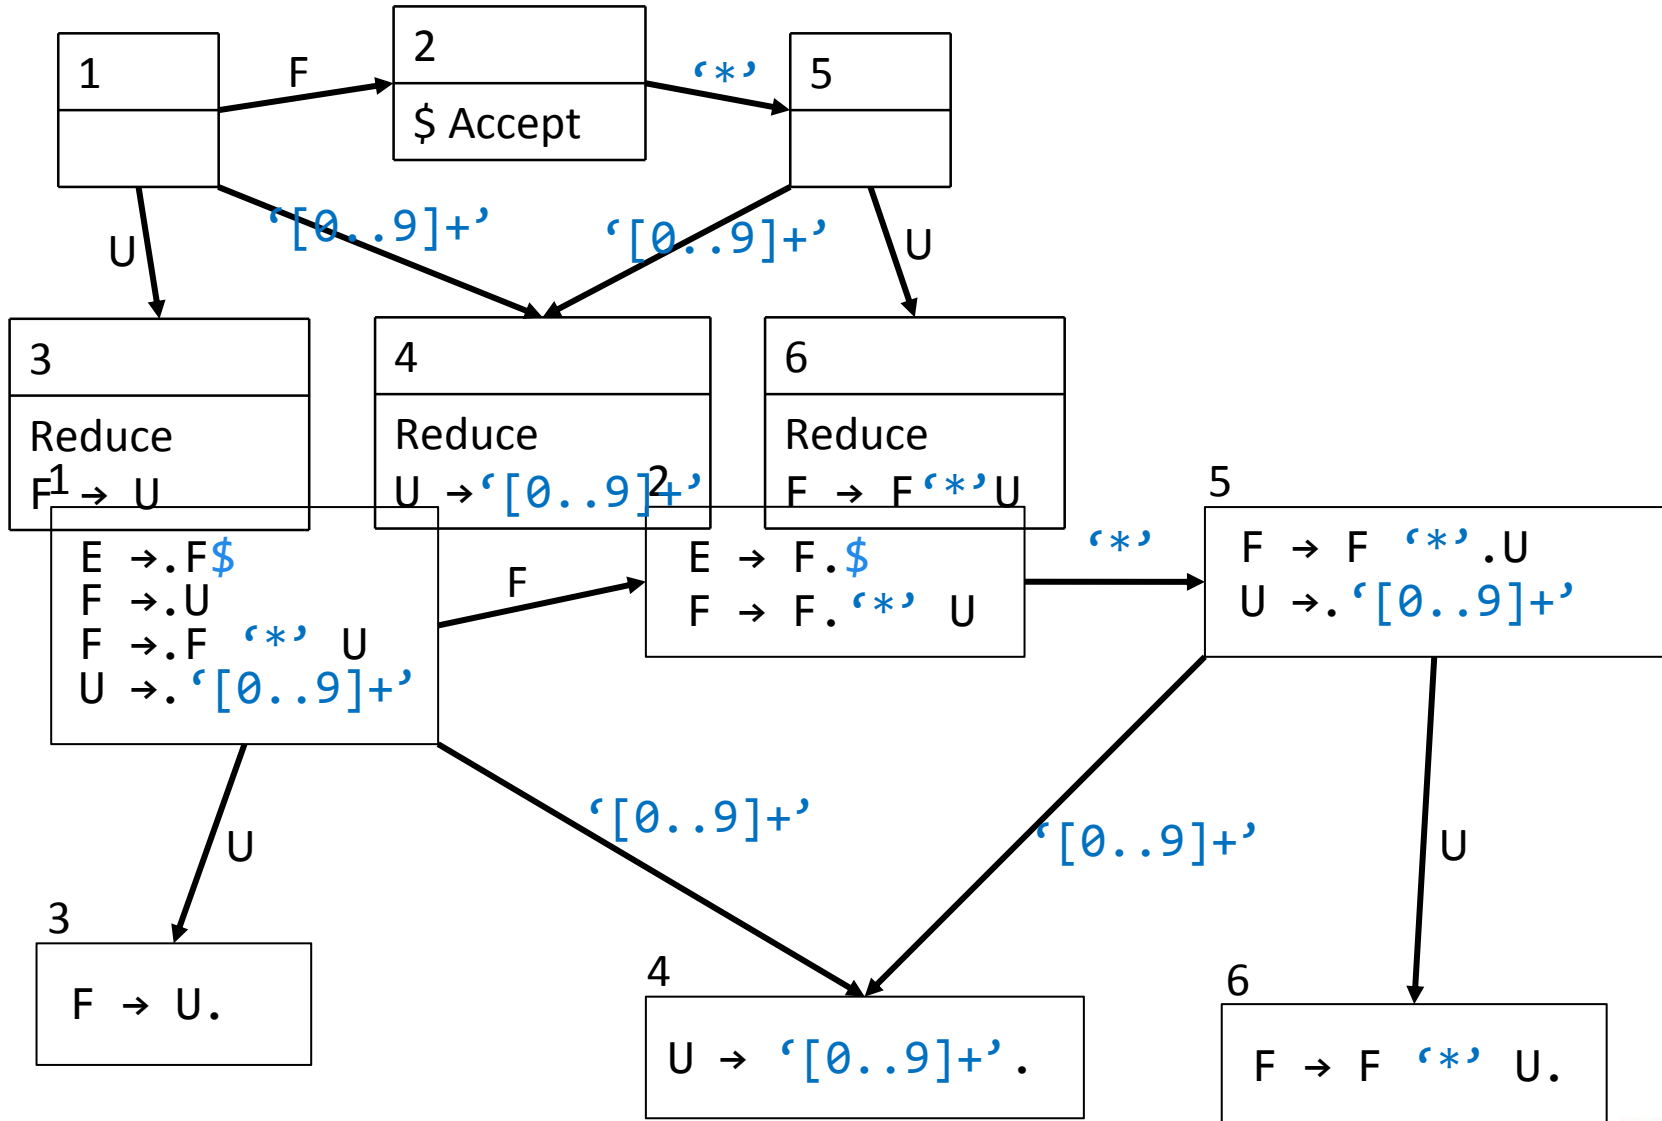 1
F
2
$ Accept
‘*’
5
U
‘[0..9]+’
‘[0..9]+’
U
3
Reduce
F → U
4
Reduce
U →‘[0..9]+’
6
Reduce
F → F‘*’U
1
E →.F$
F →.U
F →.F ‘*’ U
U →.‘[0..9]+’
F
2
E → F.$
F → F.‘*’ U
‘*’
5
F → F ‘*’.U
U →.‘[0..9]+’
U
‘[0..9]+’
‘[0..9]+’
U
3
F → U.
4
U → ‘[0..9]+’.
6
F → F ‘*’ U.